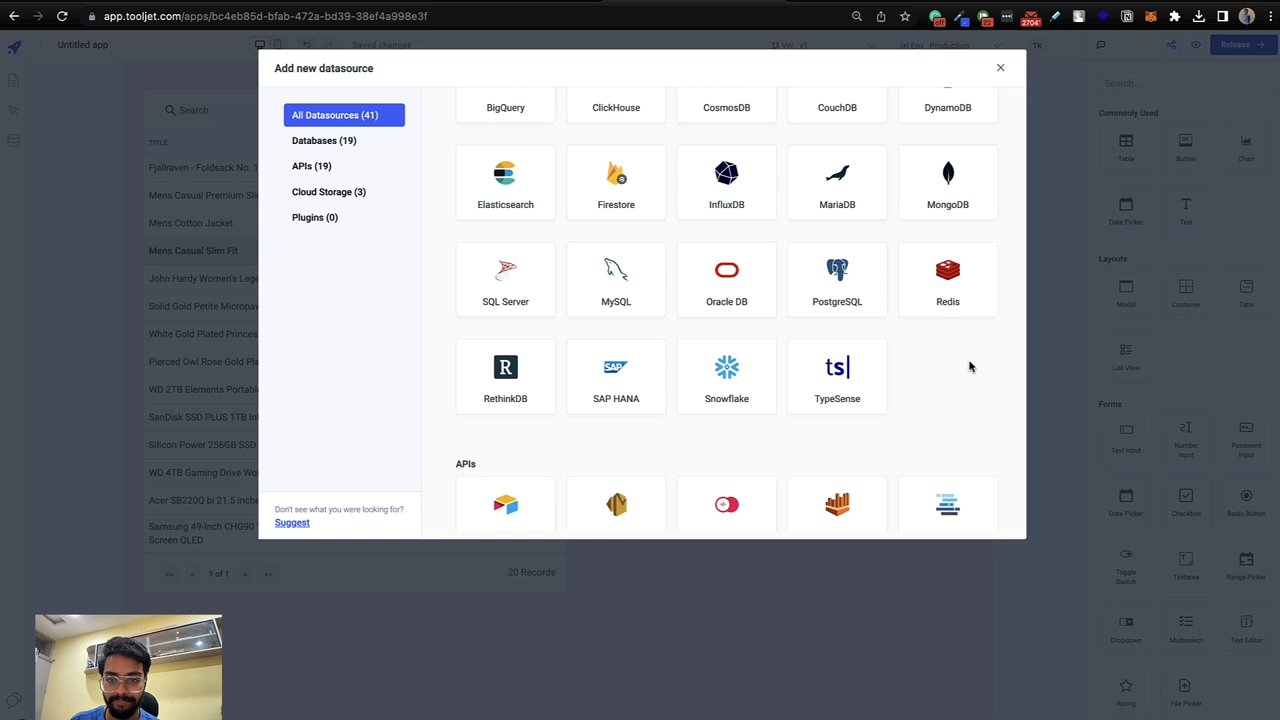 app.tooljet.com/apps/bc4eb85d-bfab-472a-bd39-38ef4a998e3f
Untitled app
Saved changes
Ver v1
Env Production
TK
Release
Add new datasource
All Datasources (41)
Databases (19)
APIs (19)
Cloud Storage (3)
Plugins (0)
Don't see what you were looking for?
Suggest
BigQuery
ClickHouse
CosmosDB
CouchDB
DynamoDB
Elasticsearch
Firestore
InfluxDB
MariaDB
MongoDB
SQL Server
MySQL
Oracle DB
PostgreSQL
Redis
R
RethinkDB
SAP
SAP HANA
Snowflake
ts|
TypeSense
APIs
Search
TITLE
Fjallraven - Foldsack No. 1
Mens Casual Premium Sli
Mens Cotton Jacket
Mens Casual Slim Fit
John Hardy Women's Lege
Solid Gold Petite Micropav
White Gold Plated Princes
Pierced Owl Rose Gold Pla
WD 2TB Elements Portabl
SanDisk SSD PLUS 1TB Int
Silicon Power 256GB SSD
WD 4TB Gaming Drive Wo
Acer SB220Q bi 21.5 inche
Samsung 49-Inch CHG90
Screen QLED
<< < 1 of 1 > >>
20 Records
Search...
Commonly Used
Table
Button
Chart
Date Picker
Text
Layouts
Modal
Container
Tabs
List View
Forms
Text Input
Number Input
Password Input
Date Picker
Checkbox
Radio Button
Toggle Switch
Textarea
Range Picker
Dropdown
Multiselect
Text Editor
Rating
File Picker